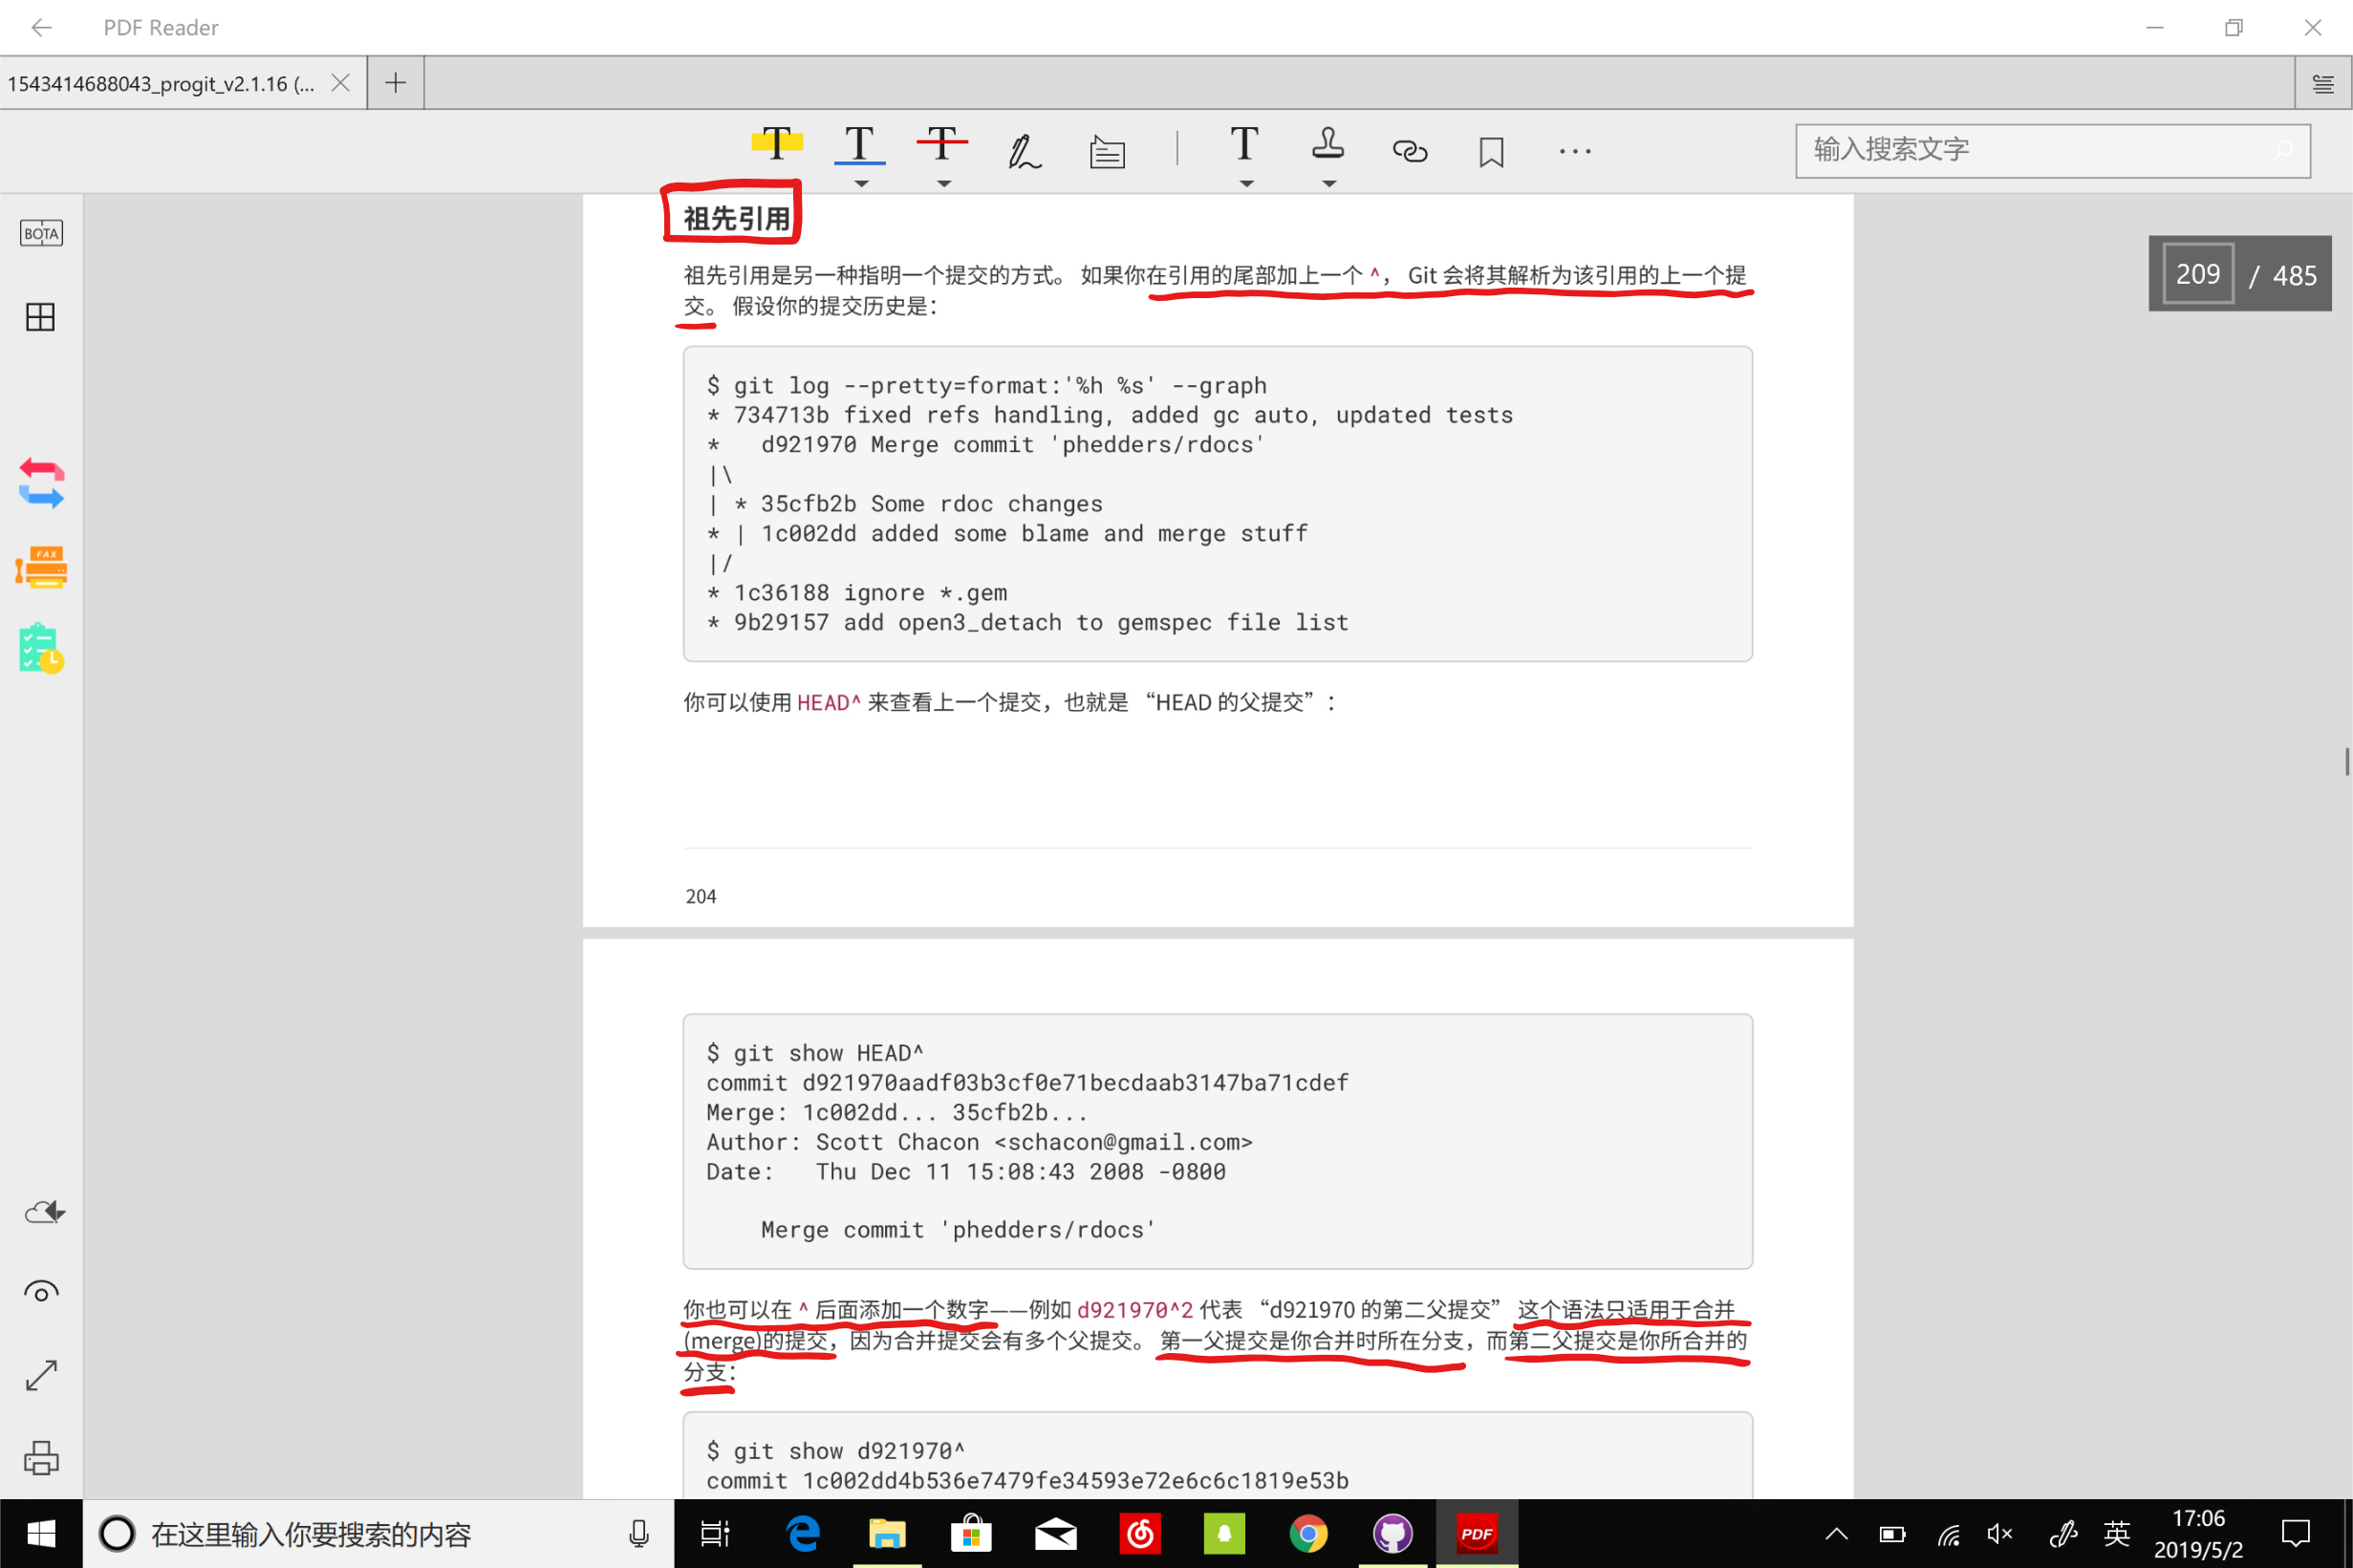 PDF Reader
1543414688043_progit_v2.1.16 (...
输入搜索文字
BOTA
FAX
209 / 485
祖先引用
祖先引用是另一种指明一个提交的方式。 如果你在引用的尾部加上一个 ^， Git 会将其解析为该引用的上一个提
交。 假设你的提交历史是：
$ git log --pretty=format:'%h %s' --graph
* 734713b fixed refs handling, added gc auto, updated tests
*   d921970 Merge commit 'phedders/rdocs'
|\
| * 35cfb2b Some rdoc changes
* | 1c002dd added some blame and merge stuff
|/
* 1c36188 ignore *.gem
* 9b29157 add open3_detach to gemspec file list
你可以使用 HEAD^ 来查看上一个提交，也就是 “HEAD 的父提交”：
204
$ git show HEAD^
commit d921970aadf03b3cf0e71becdaab3147ba71cdef
Merge: 1c002dd... 35cfb2b...
Author: Scott Chacon <schacon@gmail.com>
Date:   Thu Dec 11 15:08:43 2008 -0800
    Merge commit 'phedders/rdocs'
你也可以在 ^ 后面添加一个数字——例如 d921970^2 代表 “d921970 的第二父提交” 这个语法只适用于合并
(merge)的提交，因为合并提交会有多个父提交。 第一父提交是你合并时所在分支，而第二父提交是你所合并的
分支：
$ git show d921970^
commit 1c002dd4b536e7479fe34593e72e6c6c1819e53b
在这里输入你要搜索的内容
PDF
英
17:06
2019/5/2